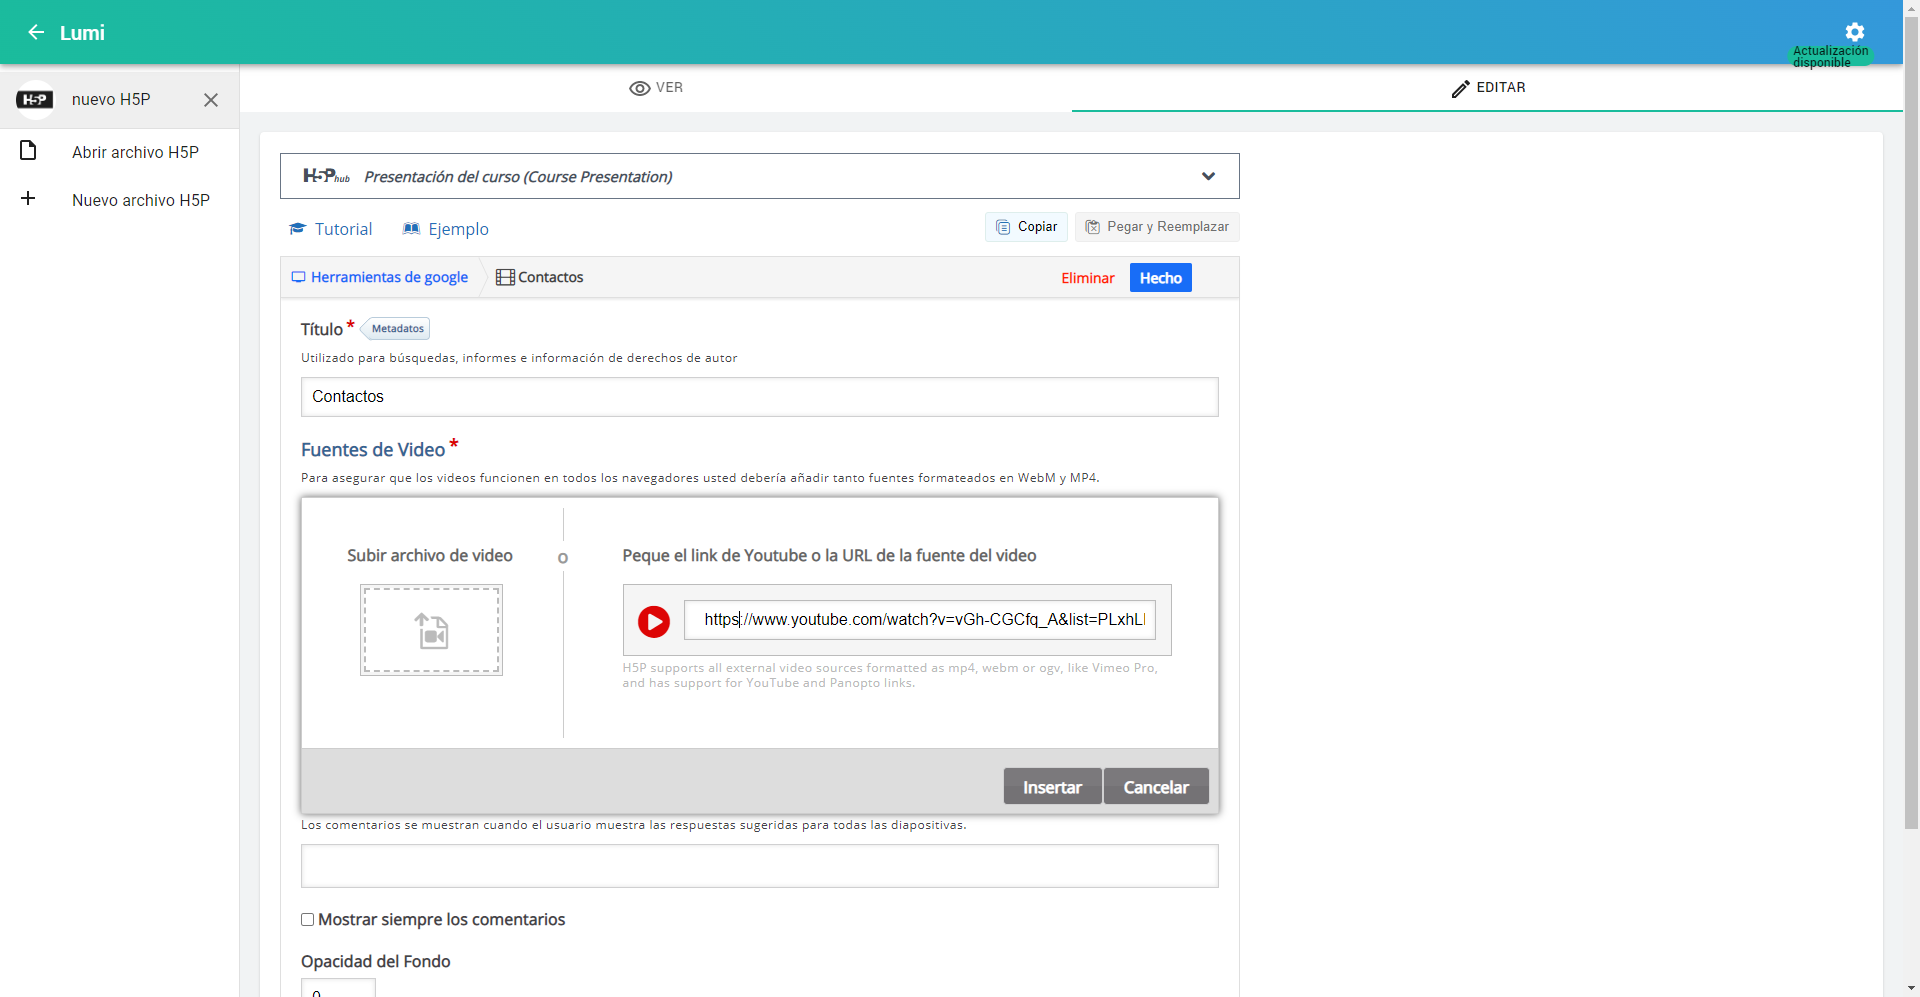 Lumi
Actualización disponible
nuevo H5P
Abrir archivo H5P
Nuevo archivo H5P
VER
EDITAR
H5Phub Presentación del curso (Course Presentation)
Tutorial
Ejemplo
Copiar
Pegar y Reemplazar
Herramientas de google
Contactos
Eliminar
Hecho
Título *
Metadatos
Utilizado para búsquedas, informes e información de derechos de autor
Contactos
Fuentes de Video *
Para asegurar que los videos funcionen en todos los navegadores usted debería añadir tanto fuentes formateados en WebM y MP4.
Subir archivo de video
o
Peque el link de Youtube o la URL de la fuente del video
https://www.youtube.com/watch?v=vGh-CGCfq_A&list=PLxhL
H5P supports all external video sources formatted as mp4, webm or ogv, like Vimeo Pro,
and has support for YouTube and Panopto links.
Insertar
Cancelar
Los comentarios se muestran cuando el usuario muestra las respuestas sugeridas para todas las diapositivas.
Mostrar siempre los comentarios
Opacidad del Fondo
0